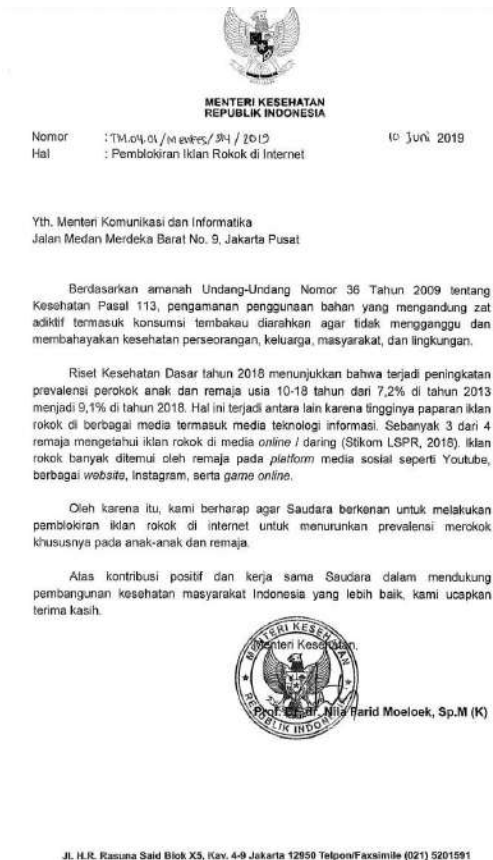 MENTERI KESEHATAN
REPUBLIK INDONESIA
Nomor : TM.04.01/Menkes/314/2019 10 Juni 2019
Hal : Pemblokiran Iklan Rokok di Internet
Yth. Menteri Komunikasi dan Informatika
Jalan Medan Merdeka Barat No. 9, Jakarta Pusat
Berdasarkan amanah Undang-Undang Nomor 36 Tahun 2009 tentang
Kesehatan Pasal 113, pengamanan penggunaan bahan yang mengandung zat
adiktif termasuk konsumsi tembakau diarahkan agar tidak mengganggu dan
membahayakan kesehatan perseorangan, keluarga, masyarakat, dan lingkungan.
Riset Kesehatan Dasar tahun 2018 menunjukkan bahwa terjadi peningkatan
prevalensi perokok anak dan remaja usia 10-18 tahun dari 7,2% di tahun 2013
menjadi 9,1% di tahun 2018. Hal ini terjadi antara lain karena tingginya paparan iklan
rokok di berbagai media termasuk media teknologi informasi. Sebanyak 3 dari 4
remaja mengetahui iklan rokok di media online / daring (Stikom LSPR, 2018). Iklan
rokok banyak ditemui oleh remaja pada platform media sosial seperti Youtube,
berbagai website, Instagram, serta game online.
Oleh karena itu, kami berharap agar Saudara berkenan untuk melakukan
pemblokiran iklan rokok di internet untuk menurunkan prevalensi merokok
khususnya pada anak-anak dan remaja.
Atas kontribusi positif dan kerja sama Saudara dalam mendukung
pembangunan kesehatan masyarakat Indonesia yang lebih baik, kami ucapkan
terima kasih.
Menteri Kesehatan,
MENTERI KESEHATAN
REPUBLIK INDONESIA
Prof. Dr. dr. Nila Farid Moeloek, Sp.M (K)
Jl. H.R. Rasuna Said Blok X5, Kav. 4-9 Jakarta 12950 Telpon/Faxsimile (021) 5201591